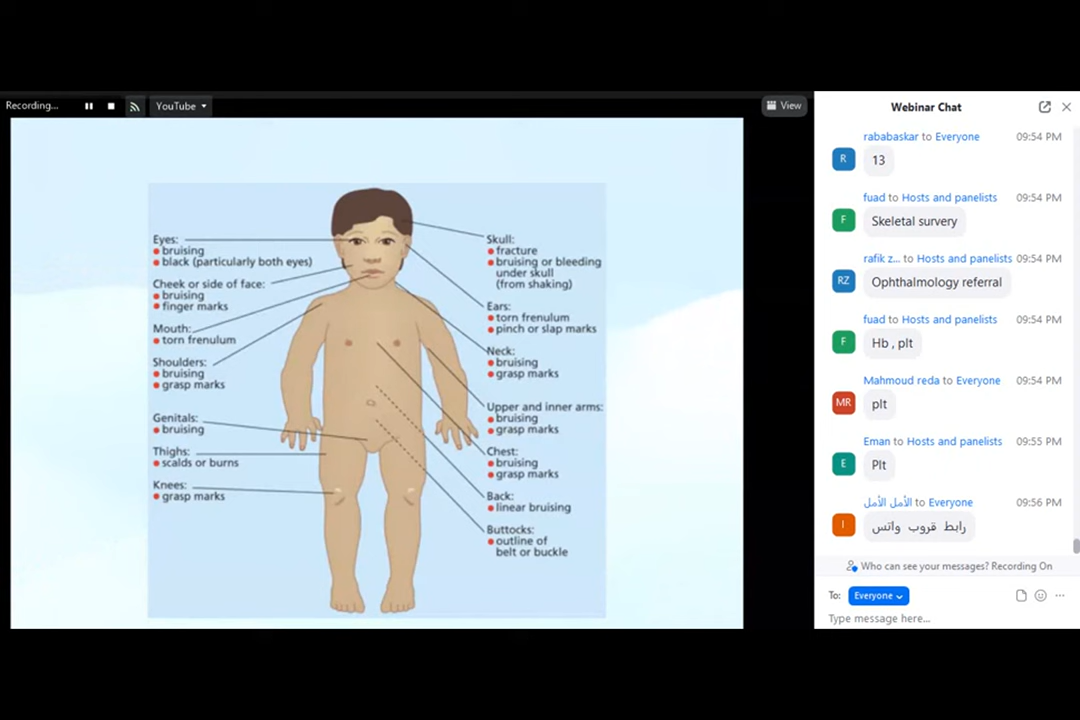 Recording...
YouTube
View
Eyes:
bruising
black (particularly both eyes)
Cheek or side of face:
bruising
finger marks
Mouth:
torn frenulum
Shoulders:
bruising
grasp marks
Genitals:
bruising
Thighs:
scalds or burns
Knees:
grasp marks
Skull:
fracture
bruising or bleeding
under skull
(from shaking)
Ears:
torn frenulum
pinch or slap marks
Neck:
bruising
grasp marks
Upper and inner arms:
bruising
grasp marks
Chest:
bruising
grasp marks
Back:
linear bruising
Buttocks:
outline of
belt or buckle
Webinar Chat
rababaskar to Everyone 09:54 PM
R 13
fuad to Hosts and panelists 09:54 PM
F Skeletal survery
rafik z... to Hosts and panelists 09:54 PM
RZ Ophthalmology referral
fuad to Hosts and panelists 09:54 PM
F Hb , plt
Mahmoud reda to Everyone 09:54 PM
MR plt
Eman to Hosts and panelists 09:55 PM
E Plt
الأمل الأمل to Everyone 09:56 PM
ا رابط قروب واتس
Who can see your messages? Recording On
To: Everyone
Type message here...